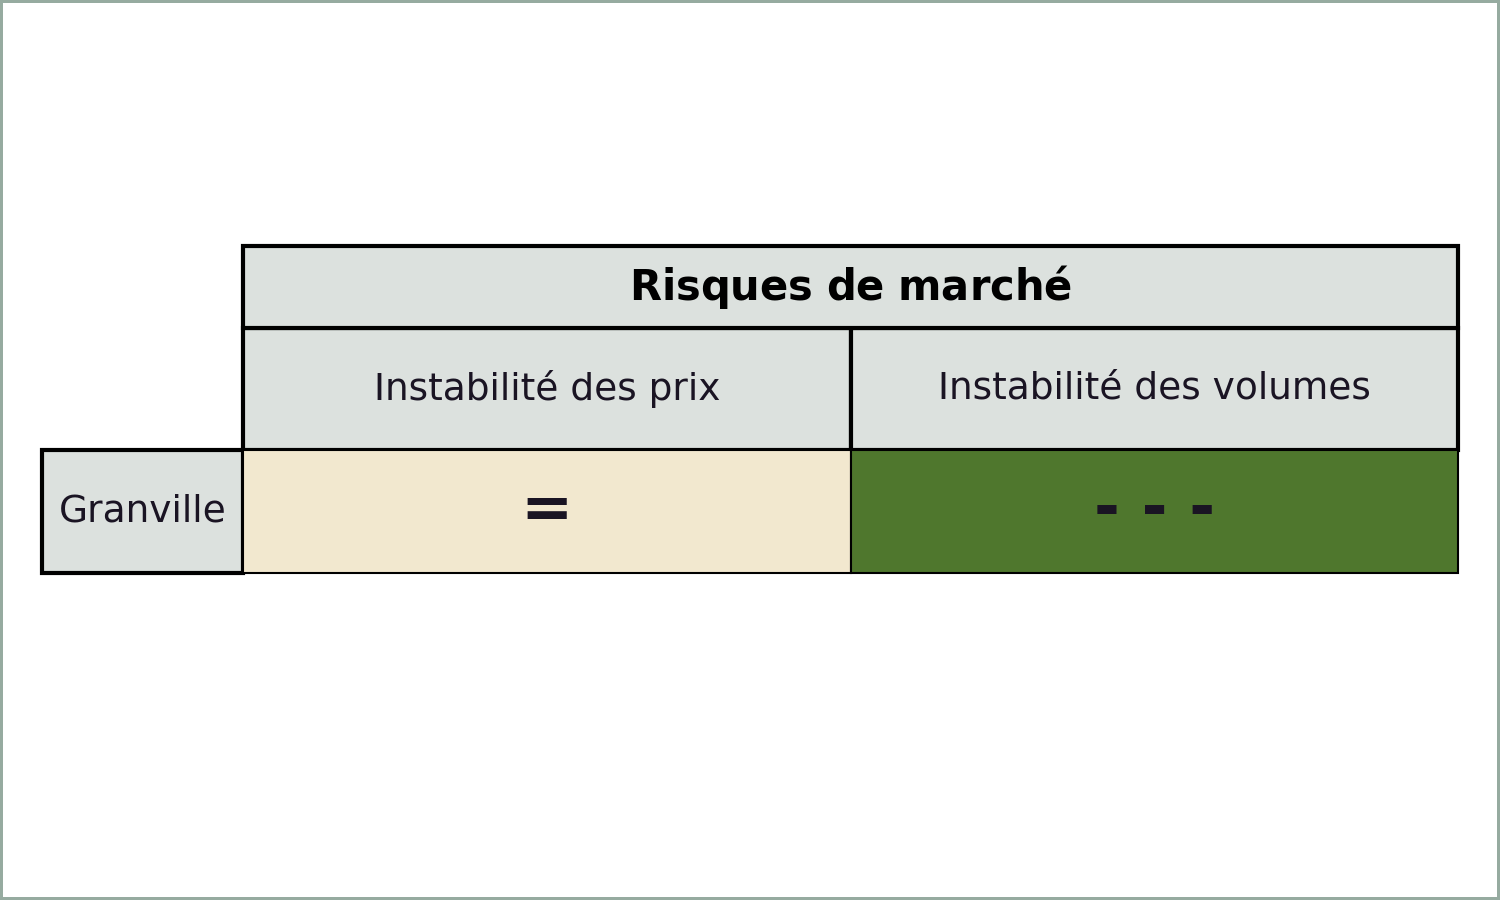 Risques de marché
Instabilité des prix
Instabilité des volumes
Granville
=
- - -